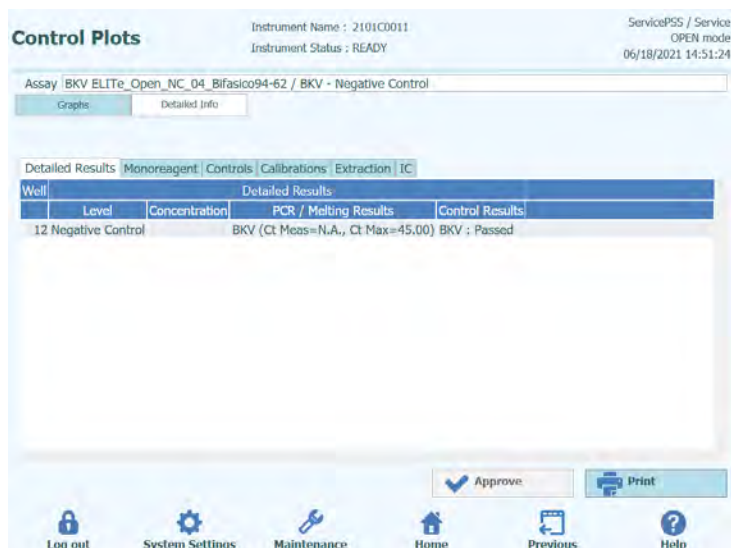 Control Plots
Instrument Name : 2101C0011
Instrument Status : READY
ServicePSS / Service
OPEN mode
06/18/2021 14:51:24
Assay BKV ELITe_Open_NC_04_Bifasico94-62 / BKV - Negative Control
Graphs Detailed Info
Detailed Results Monoreagent Controls Calibrations Extraction IC
Well Detailed Results
Level Concentration PCR / Melting Results Control Results
12 Negative Control BKV (Ct Meas=N.A., Ct Max=45.00) BKV : Passed
Approve Print
Log out System Settings Maintenance Home Previous Help